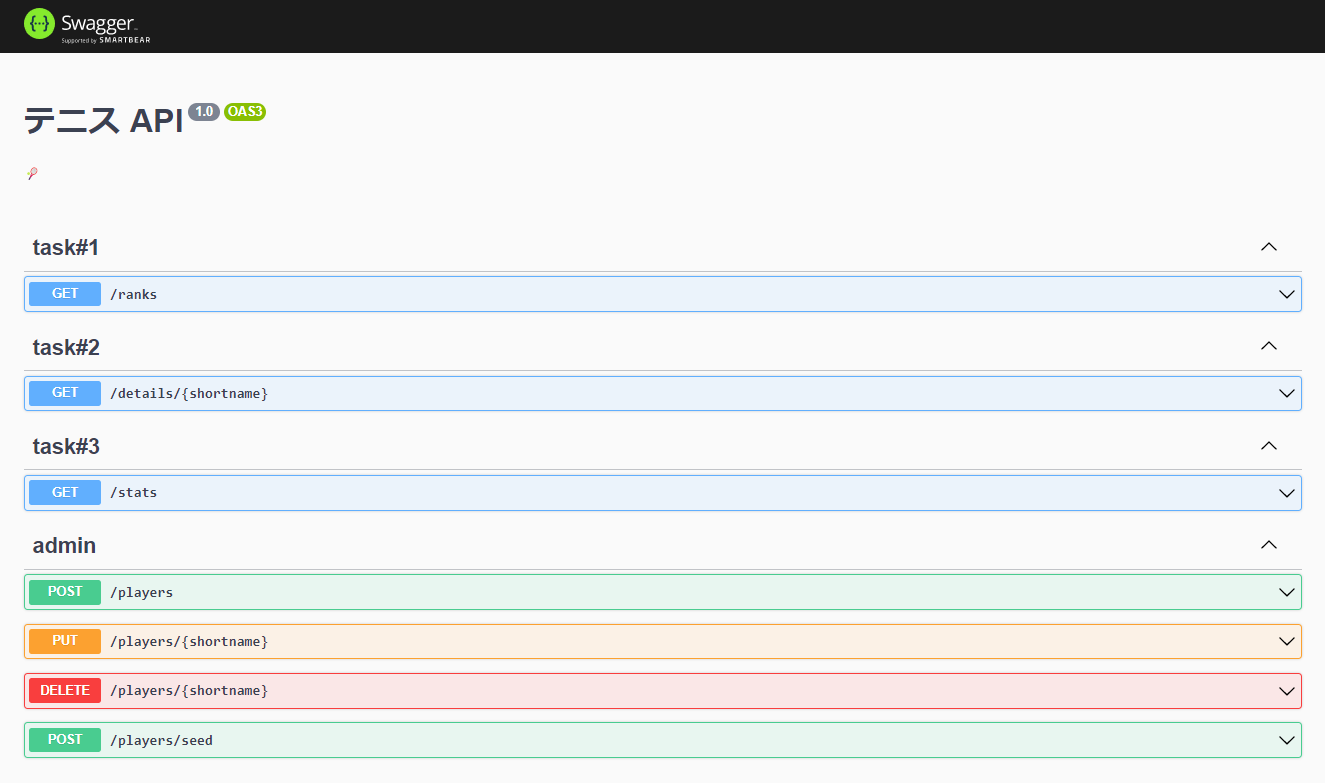 Swagger
Supported by SMARTBEAR
テニス API 1.0 OAS3
task#1
GET /ranks
task#2
GET /details/{shortname}
task#3
GET /stats
admin
POST /players
PUT /players/{shortname}
DELETE /players/{shortname}
POST /players/seed